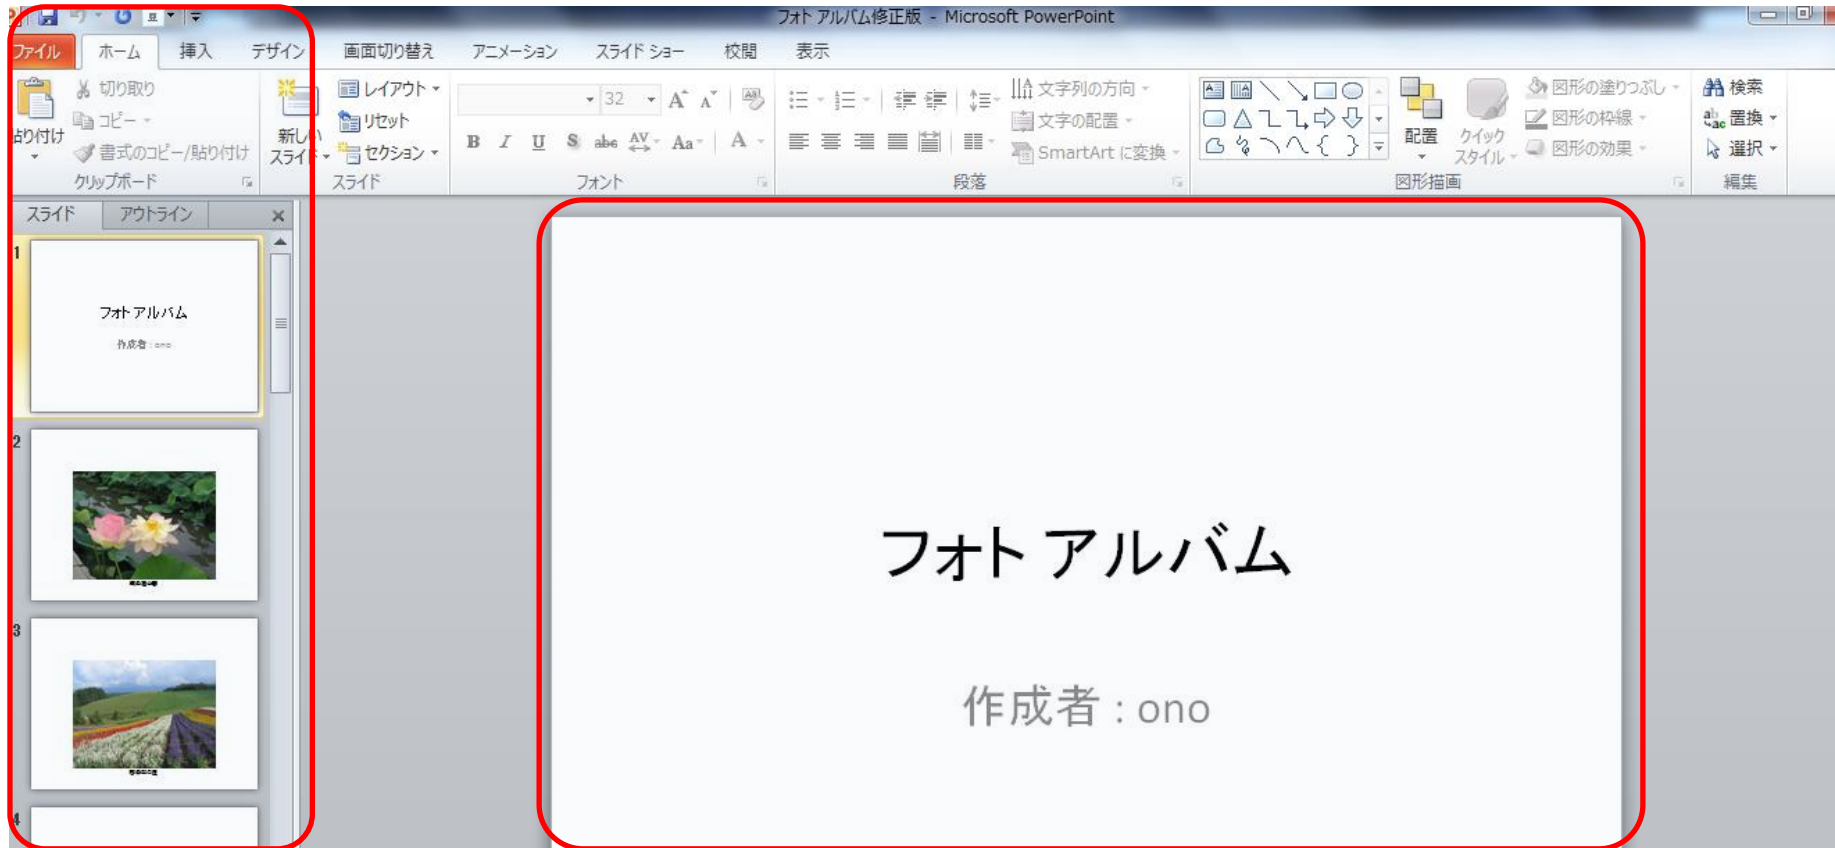 フォト アルバム修正版 - Microsoft PowerPoint
ファイル ホーム 挿入 デザイン 画面切り替え アニメーション スライド ショー 校閲 表示
切り取り
コピー
書式のコピー/貼り付け
貼り付け
クリップボード
新しい
スライド
レイアウト
リセット
セクション
スライド
32
B I U S abc AV Aa A
フォント
文字列の方向
文字の配置
SmartArt に変換
段落
配置
クイック
スタイル
図形の塗りつぶし
図形の枠線
図形の効果
図形描画
検索
置換
選択
編集
スライド アウトライン
1
フォト アルバム
作成者 : ono
2
3
4
フォト アルバム
作成者 : ono